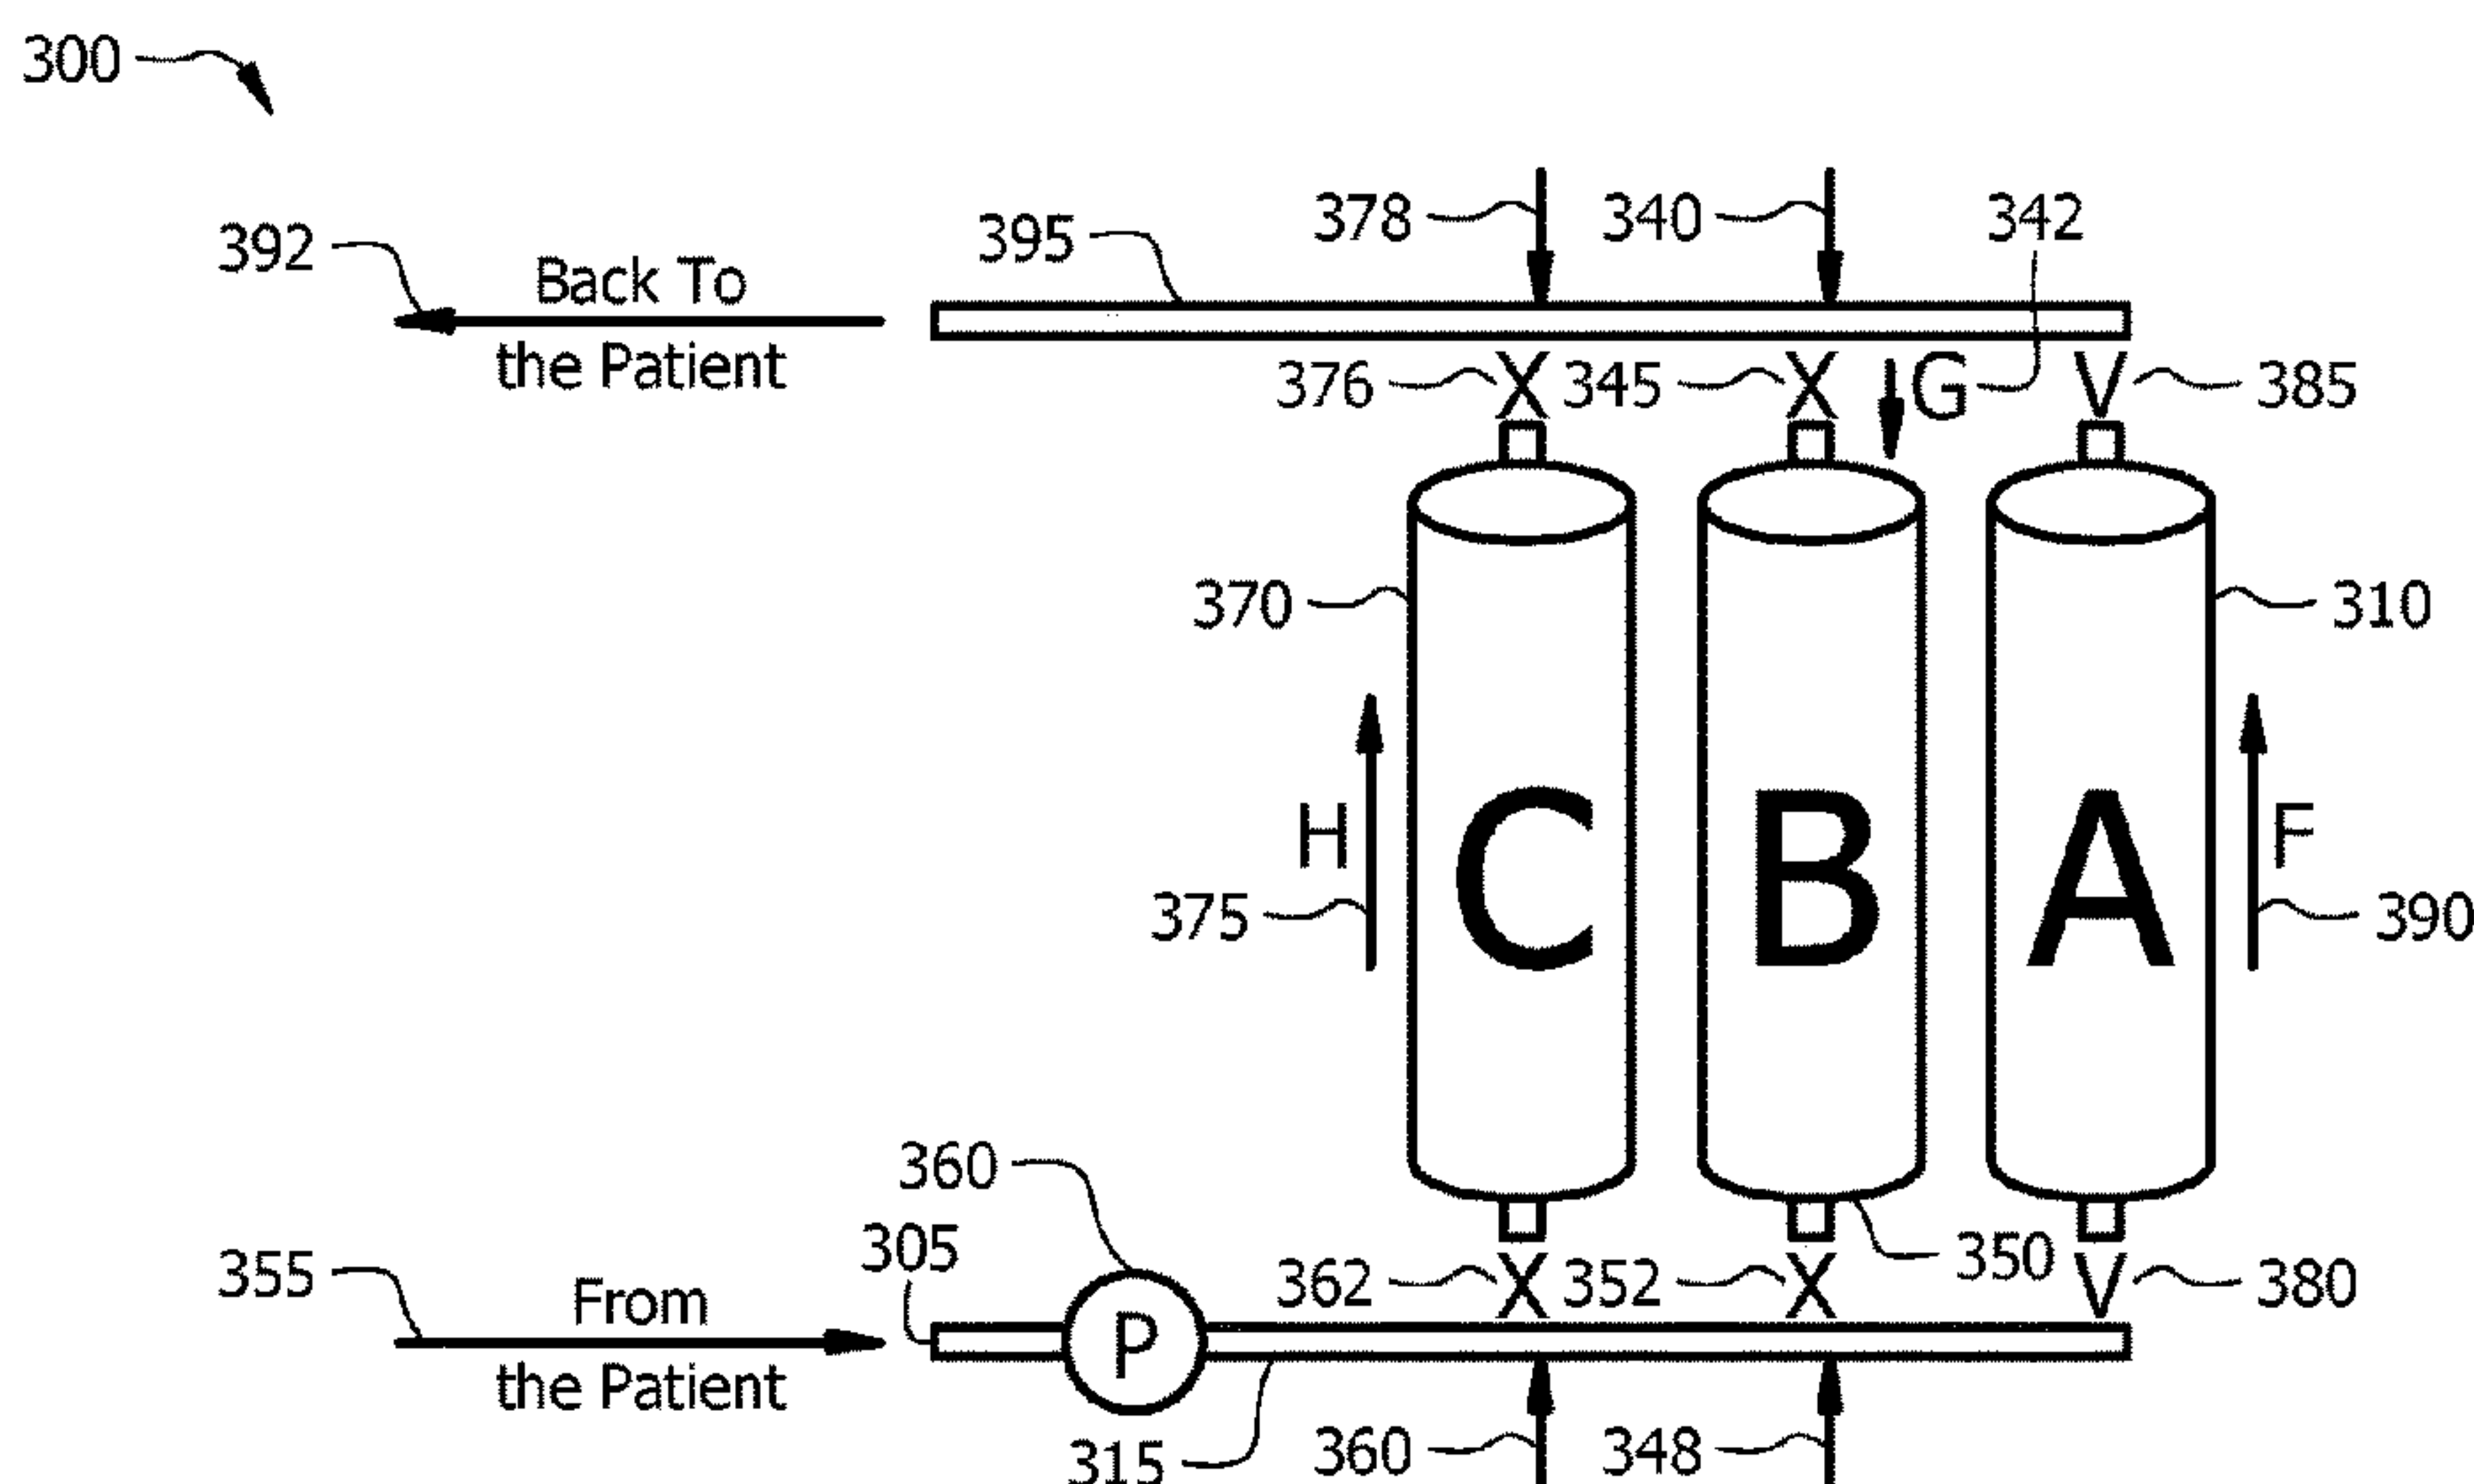 300
378 340 342
392 Back To 395
the Patient
376 X 345 X G V 385
370 310
H C B A F
375 390
360
305 350
355 From 362 X 352 X V 380
P
the Patient
315 360 348